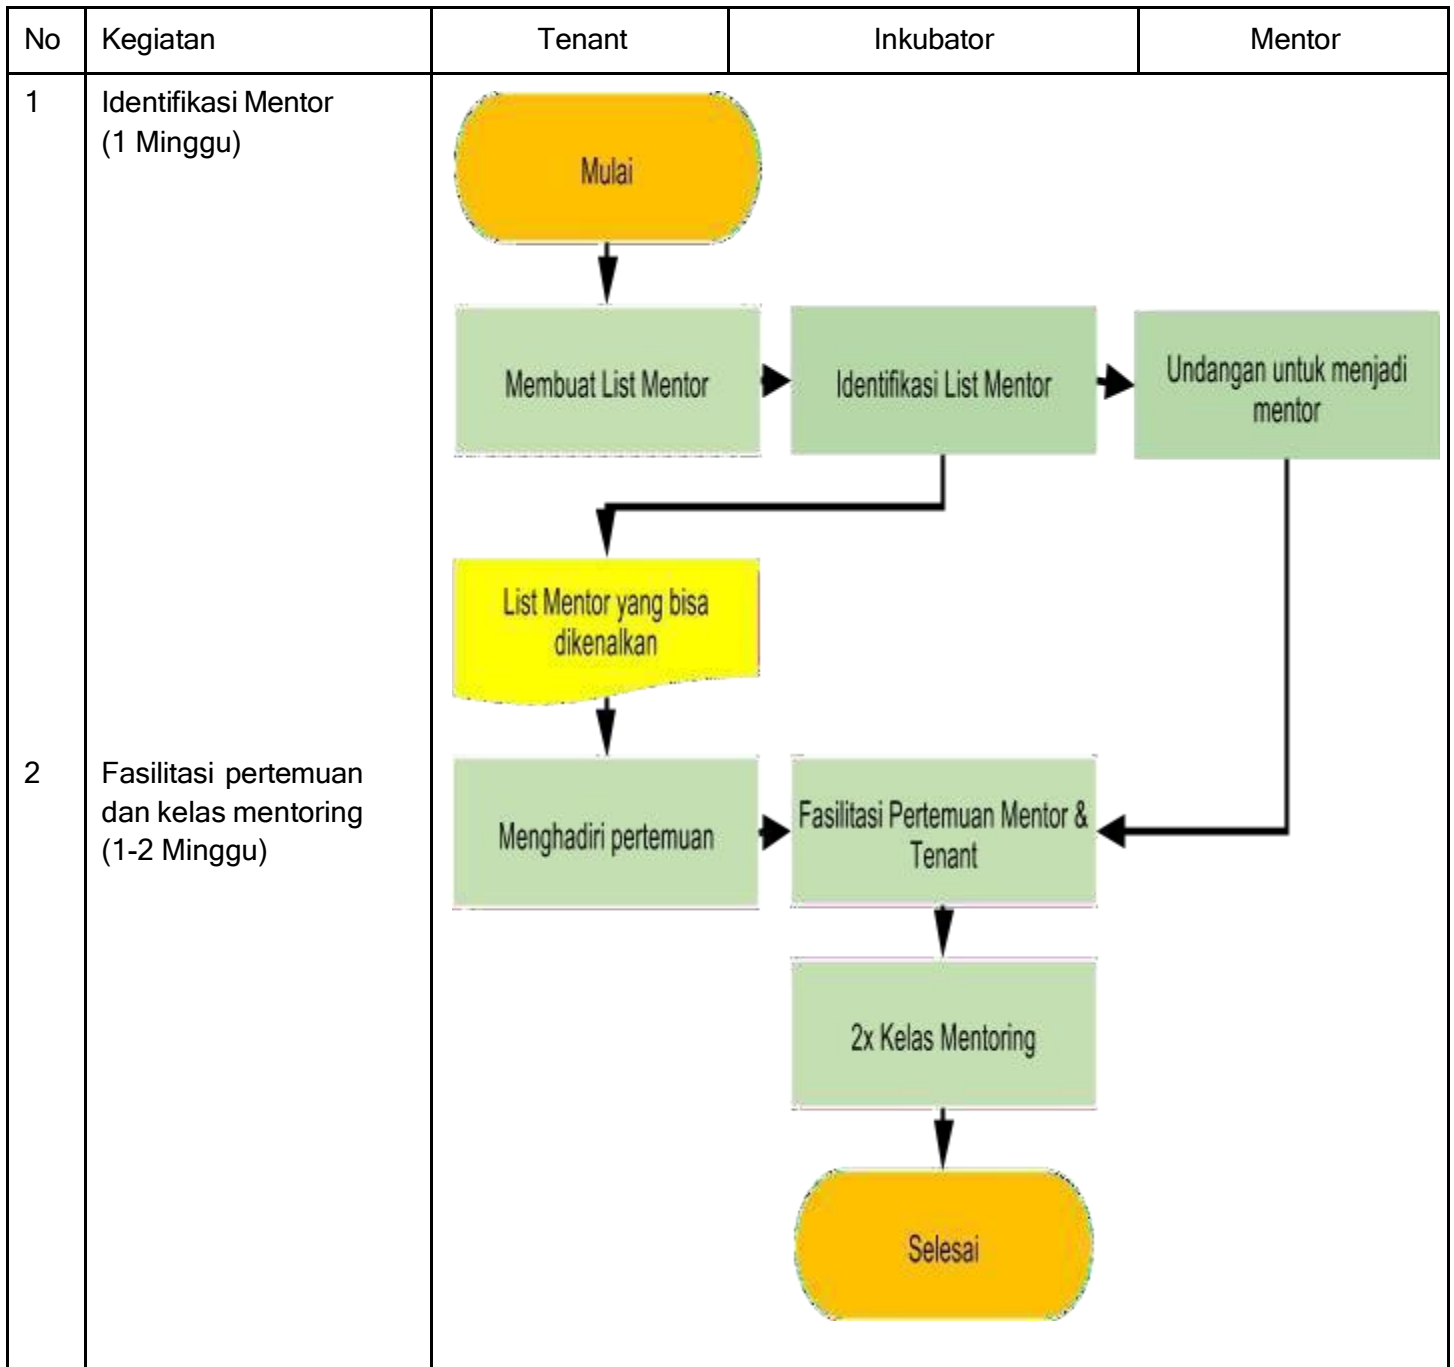 No
Kegiatan
Tenant
Inkubator
Mentor
1
Identifikasi Mentor
(1 Minggu)
Mulai
Membuat List Mentor
Identifikasi List Mentor
Undangan untuk menjadi
mentor
List Mentor yang bisa
dikenalkan
2
Fasilitasi pertemuan
dan kelas mentoring
(1-2 Minggu)
Menghadiri pertemuan
Fasilitasi Pertemuan Mentor &
Tenant
2x Kelas Mentoring
Selesai